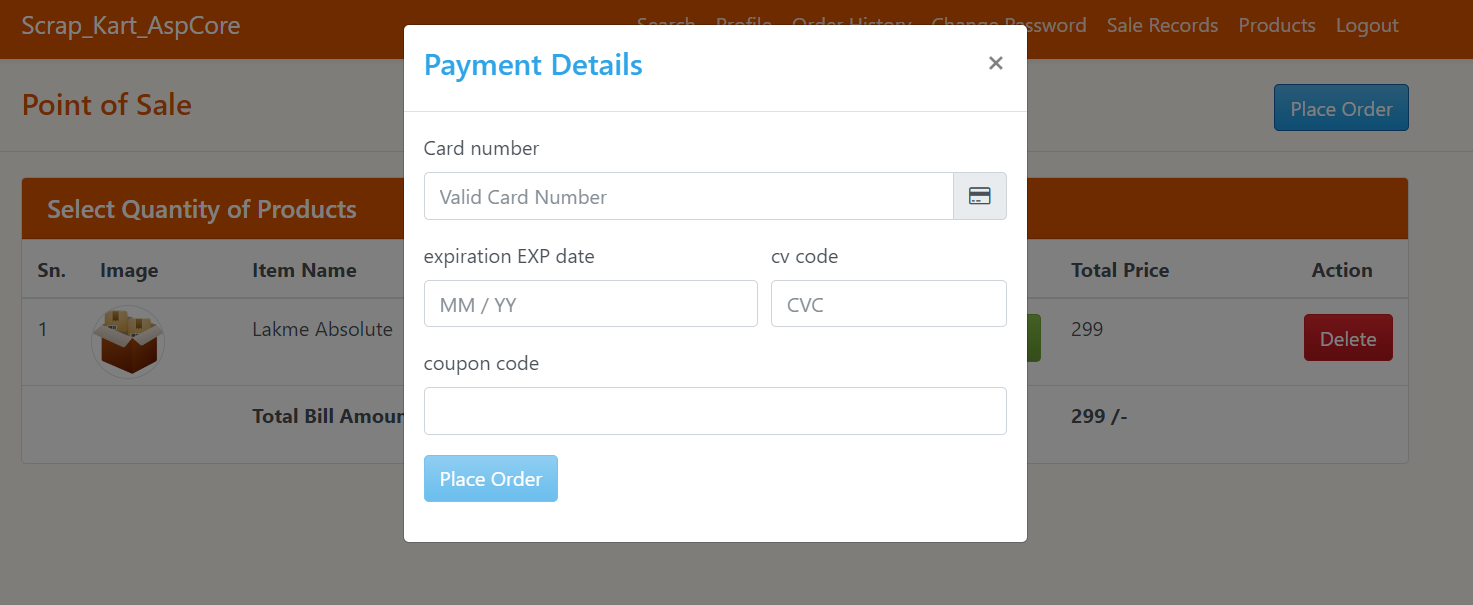 Scrap_Kart_AspCore
Search Profile Order History Change Password Sale Records Products Logout
Point of Sale
Place Order
Payment Details
×
Card number
Valid Card Number
expiration EXP date cv code
MM / YY CVC
coupon code
Place Order
Select Quantity of Products
Sn. Image Item Name Total Price Action
1 Lakme Absolute 299 Delete
Total Bill 299 /-